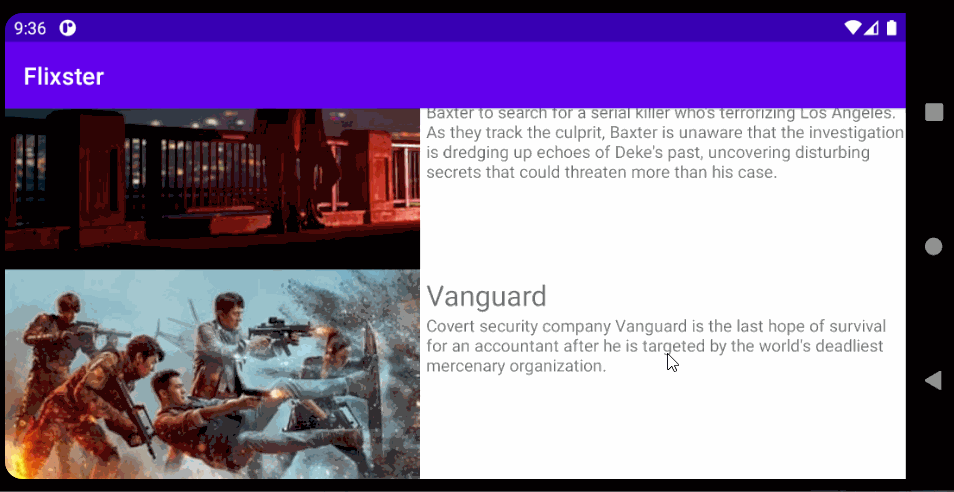 9:36
Flixster
Baxter to search for a serial killer who's terrorizing Los Angeles.
As they track the culprit, Baxter is unaware that the investigation
is dredging up echoes of Deke's past, uncovering disturbing
secrets that could threaten more than his case.
Vanguard
Covert security company Vanguard is the last hope of survival
for an accountant after he is targeted by the world's deadliest
mercenary organization.